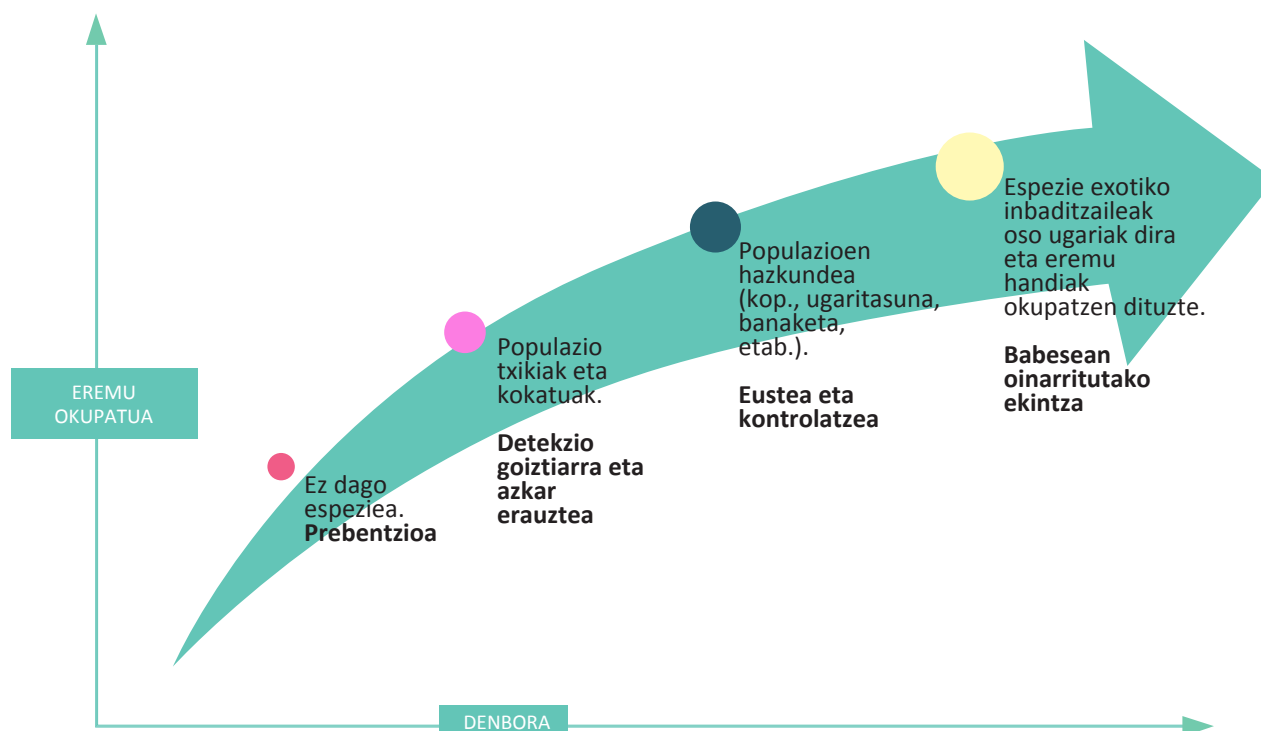 EREMU
OKUPATUA
Ez dago
espeziea.
Prebentzioa
Populazio
txikiak eta
kokatuak.
Detekzio
goiztiarra eta
azkar
erauztea
Populazioen
hazkundea
(kop., ugaritasuna,
banaketa,
etab.).
Eustea eta
kontrolatzea
Espezie exotiko
inbaditzaileak
oso ugariak dira
eta eremu
handiak
okupatzen dituzte.
Babesean
oinarritutako
ekintza
DENBORA